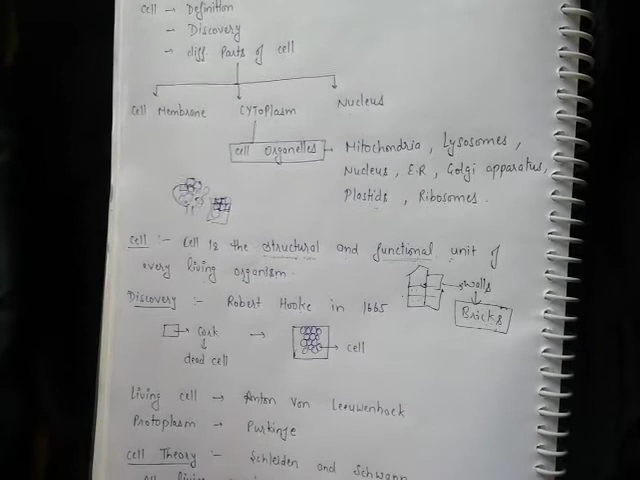 Cell → Definition
→ Discovery
→ diff. Parts of cell
Cell Membrane CYToPlasm Nucleus
Cell Organelles → Mitochondria, Lysosomes,
Nucleus, E.R, Golgi apparatus,
Plastids, Ribosomes.
Cell :- Cell is the structural and functional unit of
every living organism.
→ walls
Bricks
Discovery :- Robert Hooke in 1665
→ Cork → → cell
dead cell
Living cell → Anton Von Leeuwenhoek
Protoplasm → Purkinje
Cell Theory :- Schleiden and Schwann